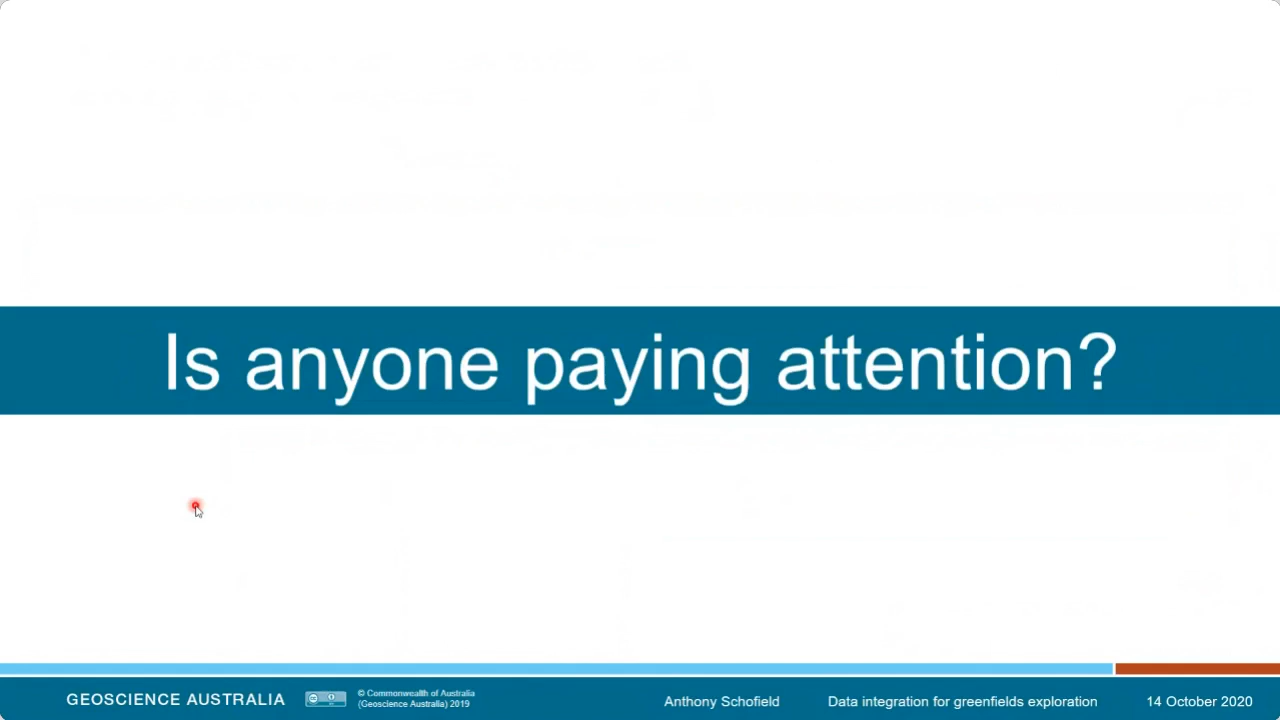 Is anyone paying attention?
GEOSCIENCE AUSTRALIA
© Commonwealth of Australia
(Geoscience Australia) 2019
Anthony Schofield
Data integration for greenfields exploration
14 October 2020